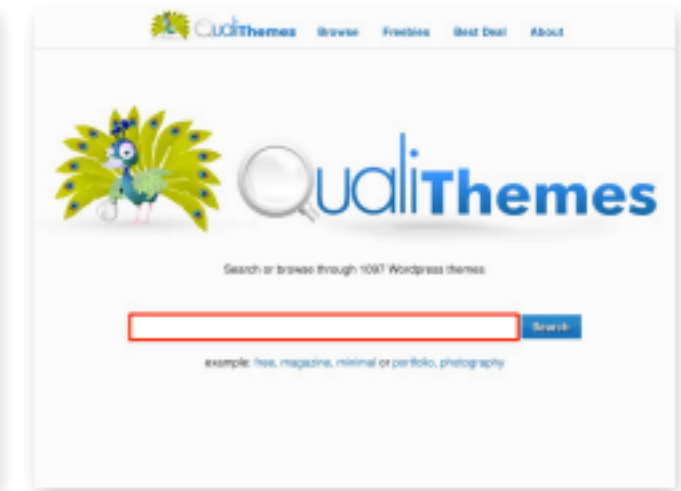 QualiThemes Browse Freebies Best Deal About
QualiThemes
Search or browse through 1097 Wordpress themes
Search
example: free, magazine, minimal or portfolio, photography